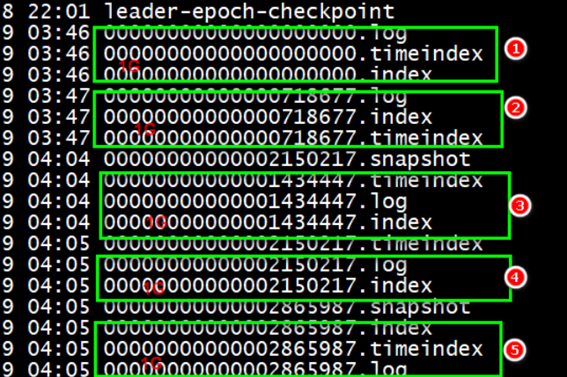 8 22:01 leader-epoch-checkpoint
9 03:46 00000000000000000000.log
9 03:46 00000000000000000000.timeindex
9 03:46 00000000000000000000.index
1G
1
9 03:47 00000000000000718677.log
9 03:47 00000000000000718677.index
9 03:47 00000000000000718677.timeindex
1G
2
9 04:04 00000000000002150217.snapshot
9 04:04 00000000000001434447.timeindex
9 04:04 00000000000001434447.log
9 04:04 00000000000001434447.index
1G
3
9 04:05 00000000000002150217.timeindex
9 04:05 00000000000002150217.log
9 04:05 00000000000002150217.index
1G
4
9 04:05 00000000000002865987.snapshot
9 04:05 00000000000002865987.index
9 04:05 00000000000002865987.timeindex
9 04:05 00000000000002865987.log
1G
5